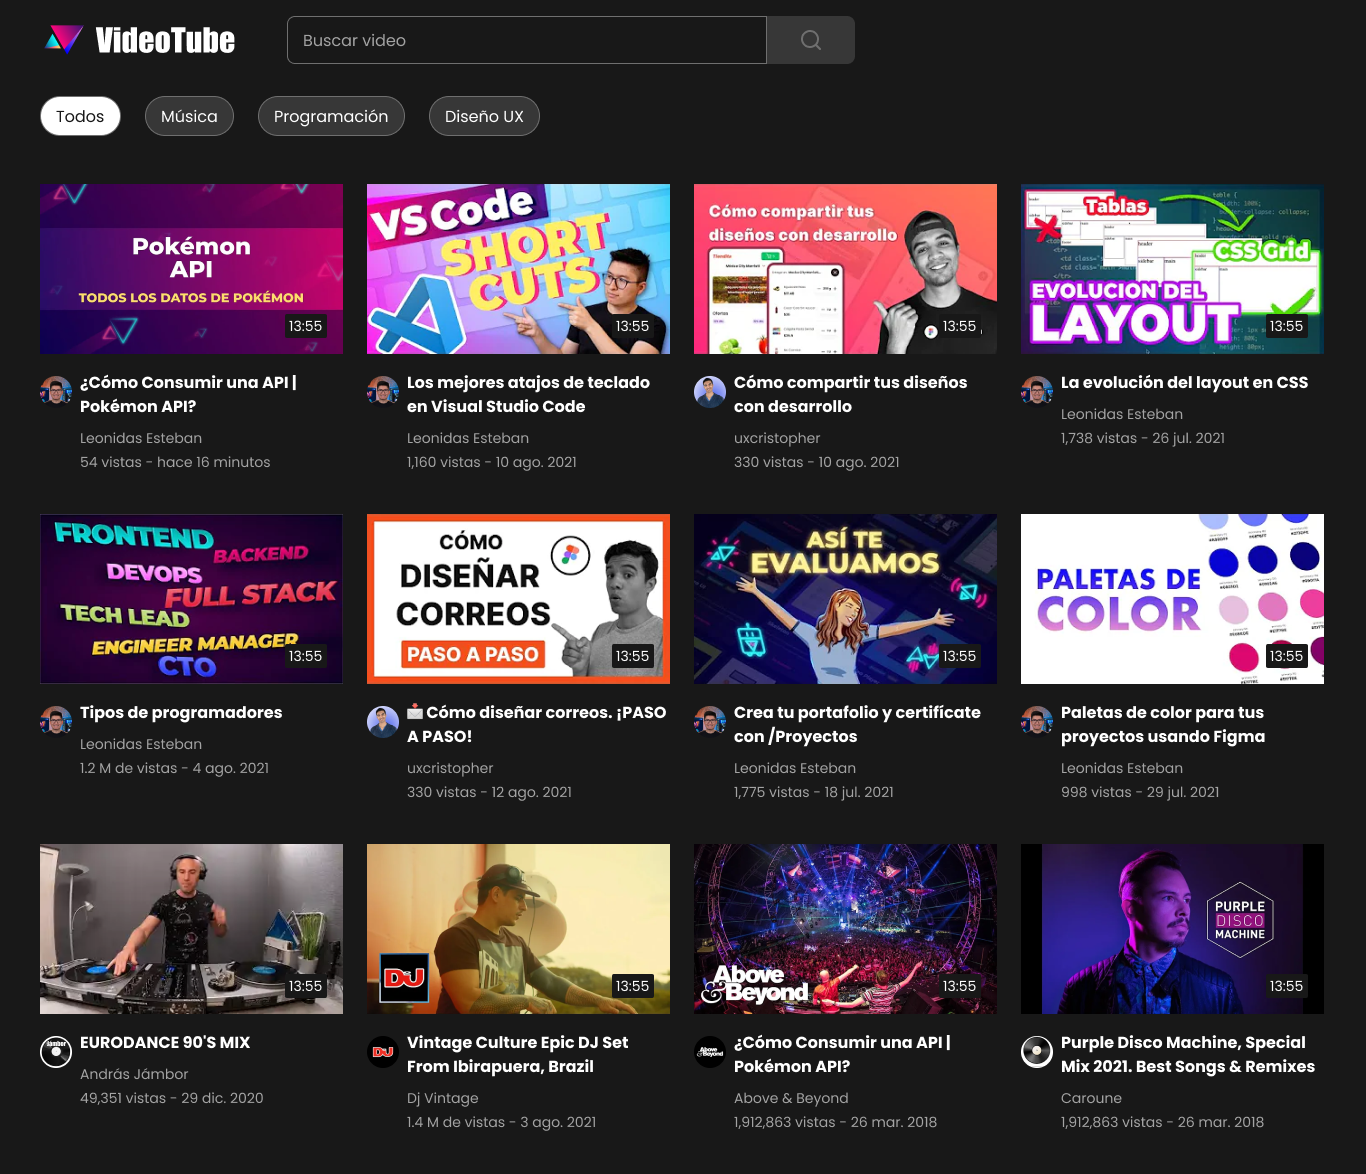 VideoTube
Buscar video
Todos
Música
Programación
Diseño UX
Pokémon
API
TODOS LOS DATOS DE POKÉMON
13:55
VS Code
SHORT
CUTS
13:55
Cómo compartir tus
diseños con desarrollo
13:55
Tablas
CSS Grid
EVOLUCION DEL
LAYOUT
13:55
¿Cómo Consumir una API |
Pokémon API?
Leonidas Esteban
54 vistas - hace 16 minutos
Los mejores atajos de teclado
en Visual Studio Code
Leonidas Esteban
1,160 vistas - 10 ago. 2021
Cómo compartir tus diseños
con desarrollo
uxcristopher
330 vistas - 10 ago. 2021
La evolución del layout en CSS
Leonidas Esteban
1,738 vistas - 26 jul. 2021
FRONTEND
BACKEND
DEVOPS
FULL STACK
TECH LEAD
ENGINEER MANAGER
CTO
13:55
CÓMO
DISEÑAR
CORREOS
PASO A PASO
13:55
ASÍ TE
EVALUAMOS
13:55
PALETAS DE
COLOR
13:55
Tipos de programadores
Leonidas Esteban
1.2 M de vistas - 4 ago. 2021
📩 Cómo diseñar correos. ¡PASO
A PASO!
uxcristopher
330 vistas - 12 ago. 2021
Crea tu portafolio y certifícate
con /Proyectos
Leonidas Esteban
1,775 vistas - 18 jul. 2021
Paletas de color para tus
proyectos usando Figma
Leonidas Esteban
998 vistas - 29 jul. 2021
13:55
DJ
13:55
Above
& Beyond
13:55
PURPLE
DISCO
MACHINE
13:55
Jámbor
EURODANCE 90'S MIX
András Jámbor
49,351 vistas - 29 dic. 2020
DJ
Vintage Culture Epic DJ Set
From Ibirapuera, Brazil
Dj Vintage
1.4 M de vistas - 3 ago. 2021
Above
& Beyond
¿Cómo Consumir una API |
Pokémon API?
Above & Beyond
1,912,863 vistas - 26 mar. 2018
Purple Disco Machine, Special
Mix 2021. Best Songs & Remixes
Caroune
1,912,863 vistas - 26 mar. 2018